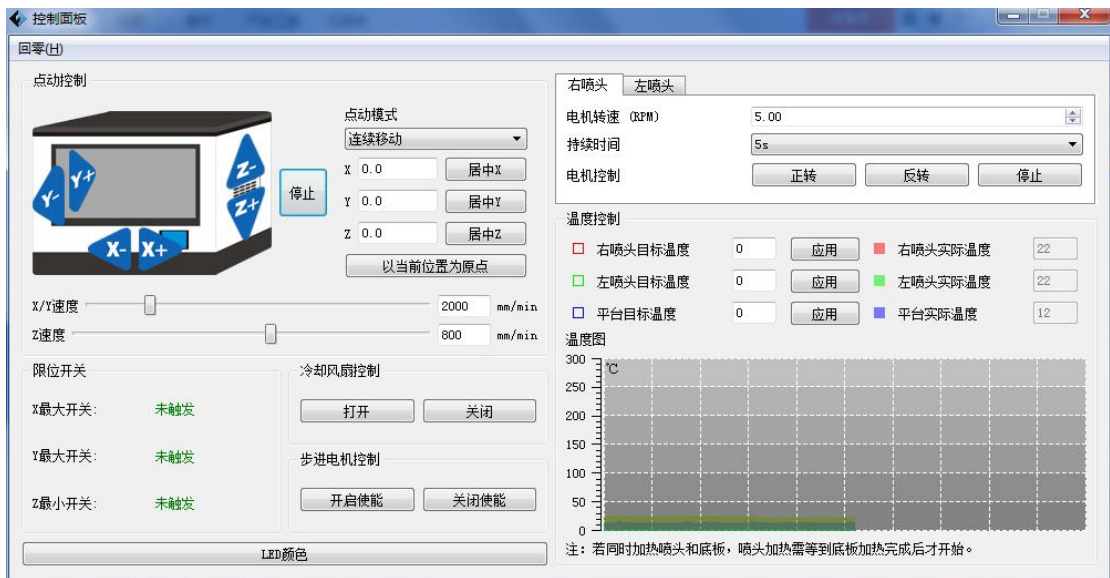 控制面板
回零(H)
点动控制
Y-
Y+
Z-
Z+
X-
X+
停止
点动模式
连续移动
X 0.0 居中X
Y 0.0 居中Y
Z 0.0 居中Z
以当前位置为原点
X/Y速度 2000 mm/min
Z速度 800 mm/min
限位开关
X最大开关: 未触发
Y最大开关: 未触发
Z最小开关: 未触发
冷却风扇控制
打开 关闭
步进电机控制
开启使能 关闭使能
LED颜色
右喷头 左喷头
电机转速 (RPM) 5.00
持续时间 5s
电机控制 正转 反转 停止
温度控制
右喷头目标温度 0 应用 右喷头实际温度 22
左喷头目标温度 0 应用 左喷头实际温度 22
平台目标温度 0 应用 平台实际温度 12
温度图
300
℃
250
200
150
100
50
0
注: 若同时加热喷头和底板, 喷头加热需等到底板加热完成后才开始。